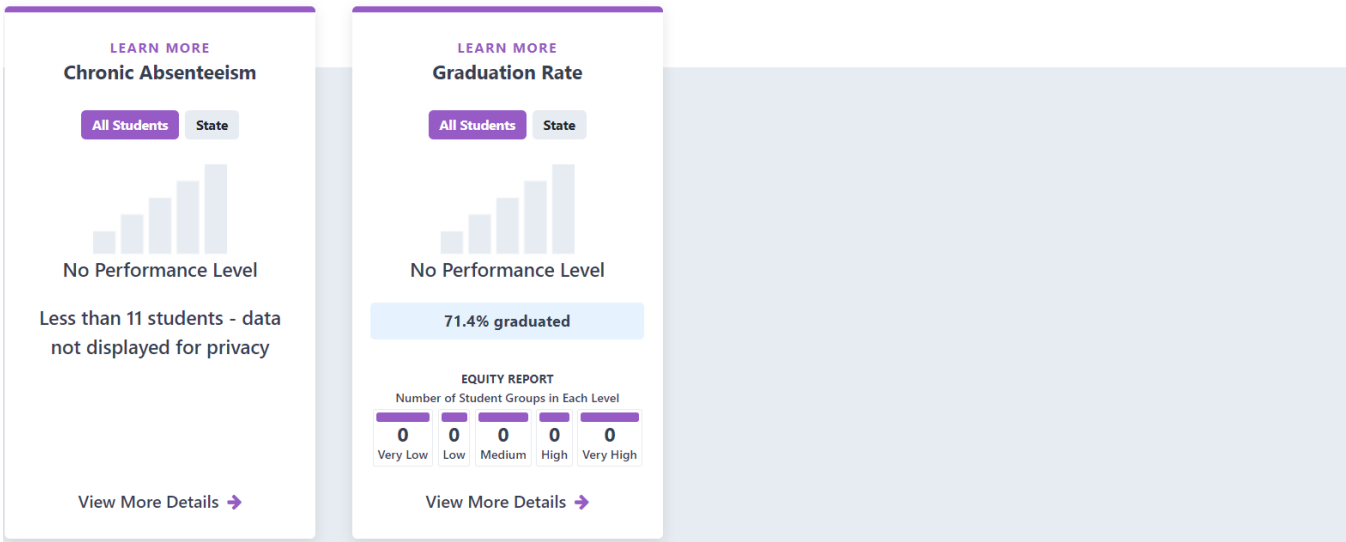 LEARN MORE
Chronic Absenteeism
All Students
State
No Performance Level
Less than 11 students - data
not displayed for privacy
View More Details
LEARN MORE
Graduation Rate
All Students
State
No Performance Level
71.4% graduated
EQUITY REPORT
Number of Student Groups in Each Level
0
Very Low
0
Low
0
Medium
0
High
0
Very High
View More Details